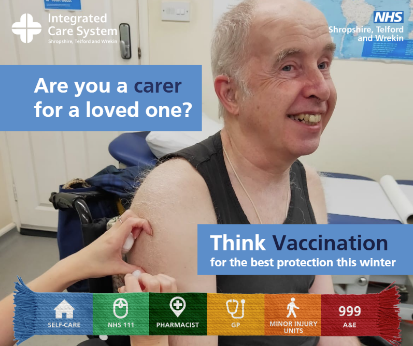 Integrated
Care System
Shropshire, Telford and Wrekin
NHS
Shropshire, Telford
and Wrekin
Are you a carer
for a loved one?
Think Vaccination
for the best protection this winter
SELF-CARE
NHS 111
PHARMACIST
GP
MINOR INJURY
UNITS
999
A&E